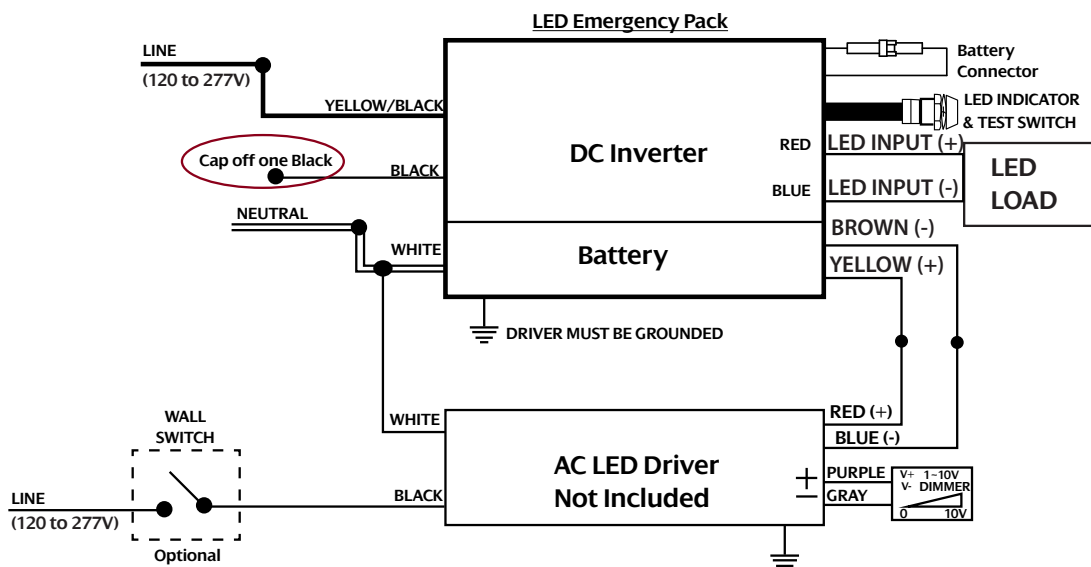 LED Emergency Pack
LINE
(120 to 277V)
YELLOW/BLACK
Cap off one Black
BLACK
NEUTRAL
WHITE
DC Inverter
Battery
RED
BLUE
Battery
Connector
LED INDICATOR
& TEST SWITCH
LED INPUT (+)
LED INPUT (-)
LED
LOAD
BROWN (-)
YELLOW (+)
DRIVER MUST BE GROUNDED
WALL
SWITCH
LINE
(120 to 277V)
Optional
WHITE
BLACK
AC LED Driver
Not Included
+
–
RED (+)
BLUE (-)
PURPLE
GRAY
V+ 1~10V
V- DIMMER
0 10V